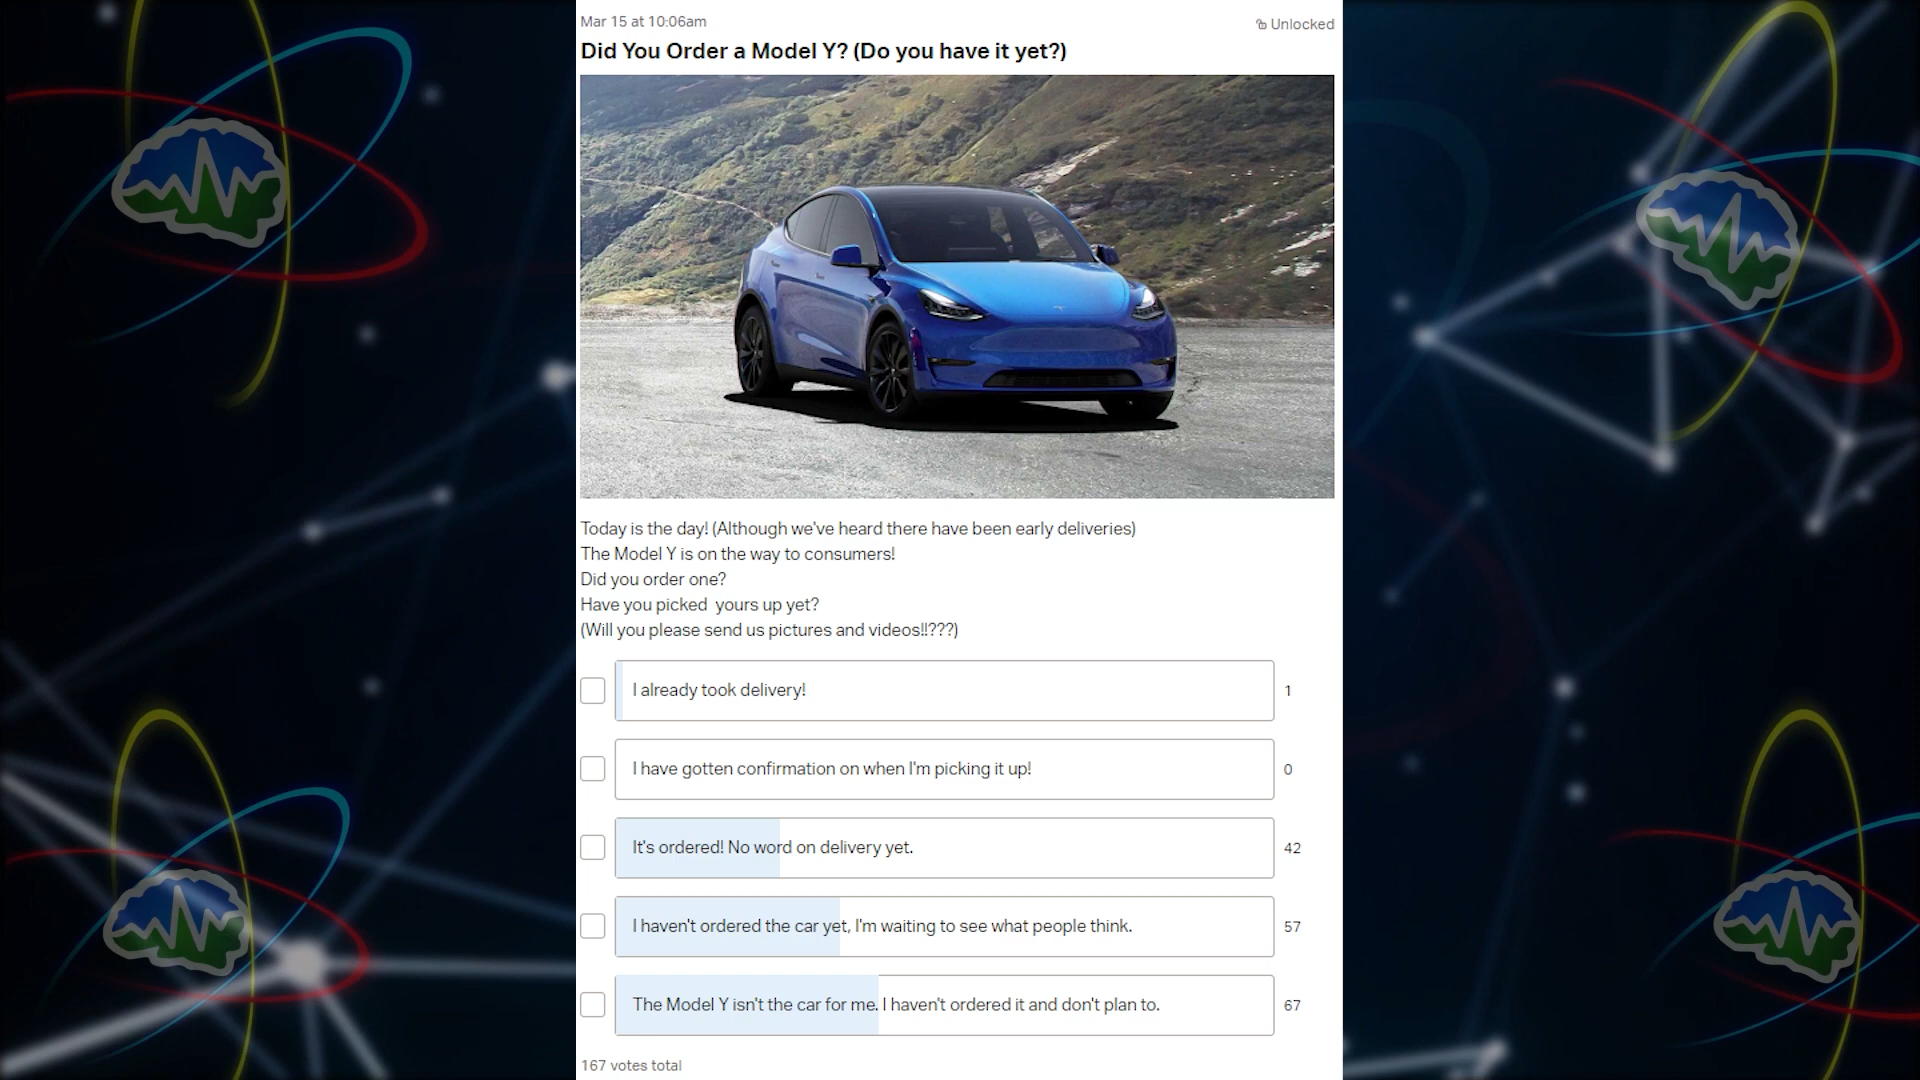 Mar 15 at 10:06am
Unlocked
Did You Order a Model Y? (Do you have it yet?)
Today is the day! (Although we've heard there have been early deliveries)
The Model Y is on the way to consumers!
Did you order one?
Have you picked  yours up yet?
(Will you please send us pictures and videos!!???)
I already took delivery!
1
I have gotten confirmation on when I'm picking it up!
0
It's ordered! No word on delivery yet.
42
I haven't ordered the car yet, I'm waiting to see what people think.
57
The Model Y isn't the car for me. I haven't ordered it and don't plan to.
67
167 votes total